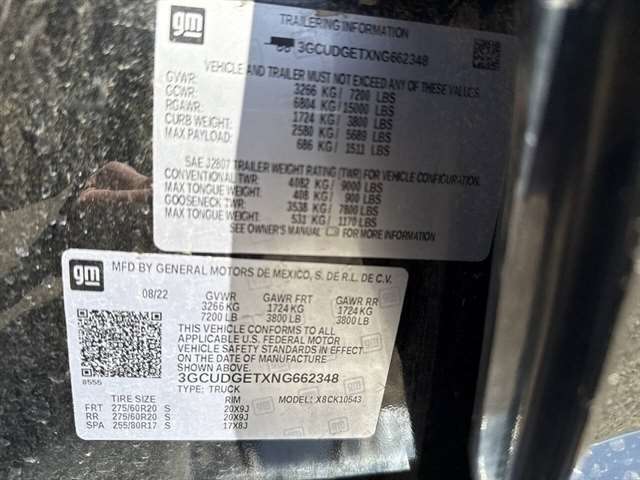 gm
TRAILERING INFORMATION
3GCUDGETXNG662348
VEHICLE AND TRAILER MUST NOT EXCEED ANY OF THESE VALUES.
GVWR: 3266 KG / 7200 LBS
GCWR: 6804 KG / 15000 LBS
RGAWR: 1724 KG / 3800 LBS
CURB WEIGHT: 2580 KG / 5689 LBS
MAX PAYLOAD: 686 KG / 1511 LBS
SAE J2807 TRAILER WEIGHT RATING (TWR) FOR VEHICLE CONFIGURATION.
CONVENTIONAL TWR: 4082 KG / 9000 LBS
MAX TONGUE WEIGHT: 408 KG / 900 LBS
GOOSENECK TWR: 3538 KG / 7800 LBS
MAX TONGUE WEIGHT: 531 KG / 1170 LBS
SEE OWNER'S MANUAL FOR MORE INFORMATION
gm
MFD BY GENERAL MOTORS DE MEXICO, S. DE R.L. DE C.V.
08/22 GVWR GAWR FRT GAWR RR
3266 KG 1724 KG 1724 KG
7200 LB 3800 LB 3800 LB
THIS VEHICLE CONFORMS TO ALL
APPLICABLE U.S. FEDERAL MOTOR
VEHICLE SAFETY STANDARDS IN EFFECT
ON THE DATE OF MANUFACTURE
3GCUDGETXNG662348
TYPE: TRUCK
MODEL: X8CK10543
TIRE SIZE RIM
FRT 275/60R20 S 20X9J
RR 275/60R20 S 20X9J
SPA 255/80R17 S 17X8J